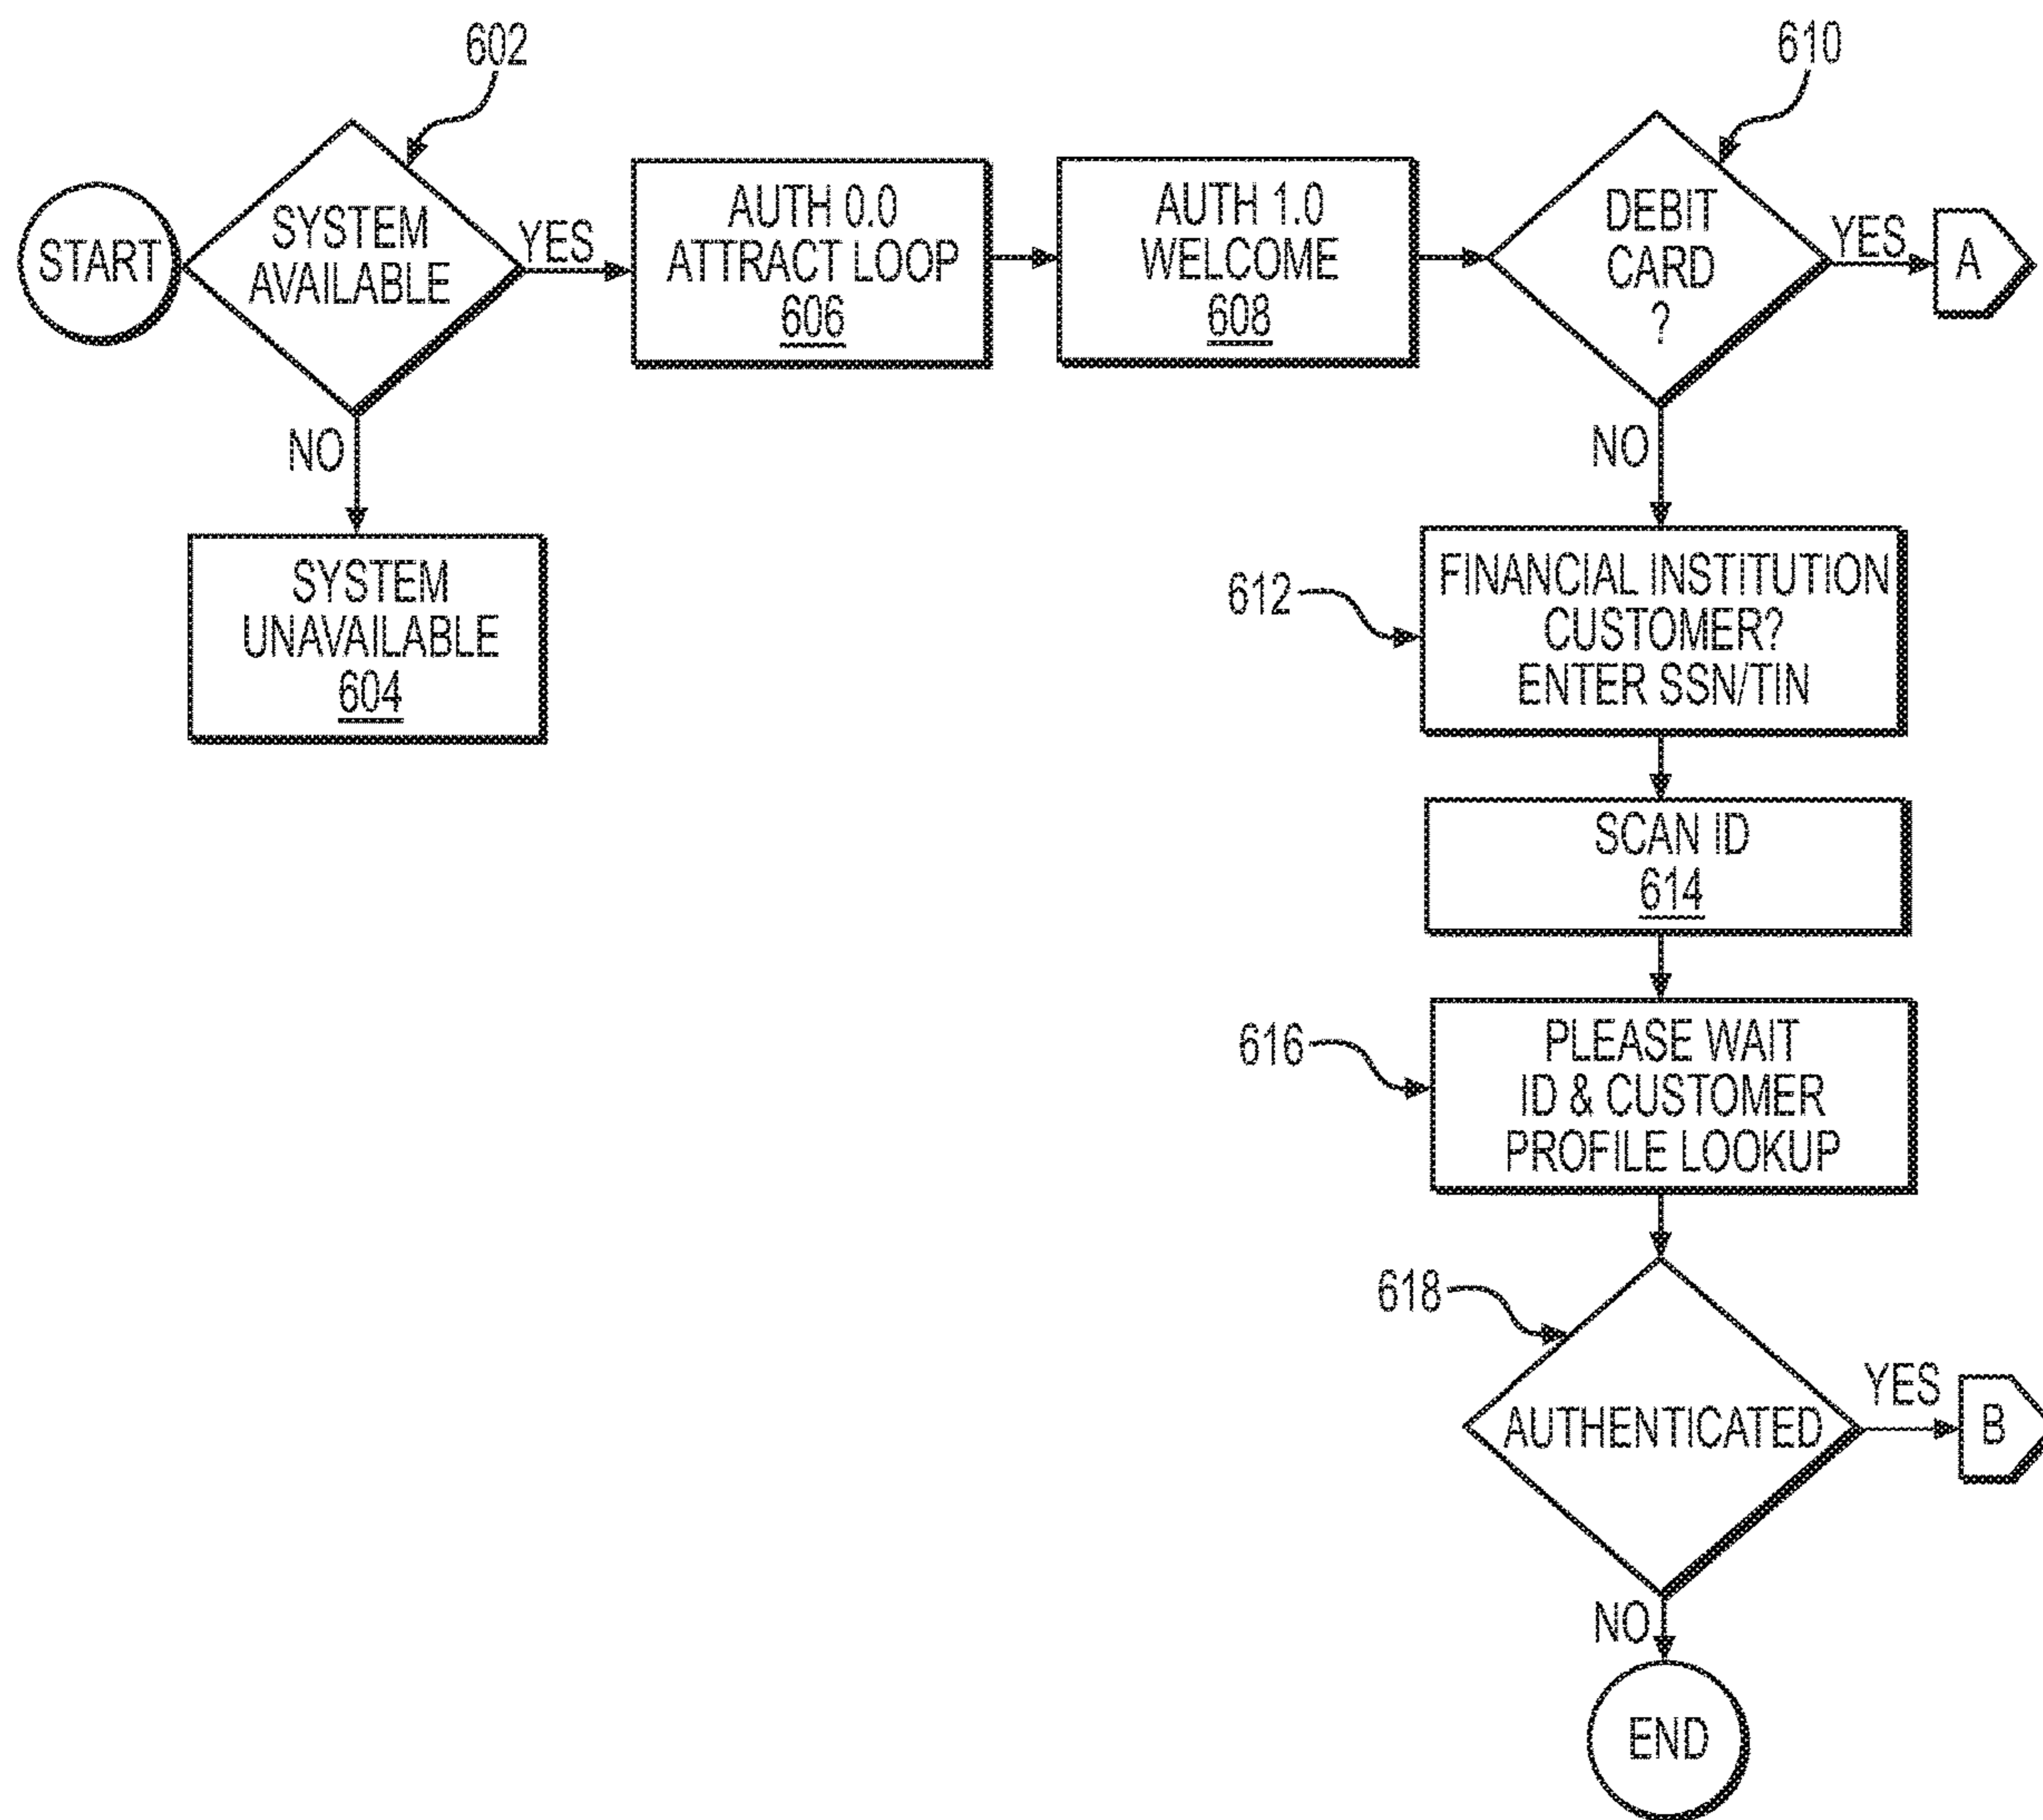 602
610
START
SYSTEM
AVAILABLE
YES
AUTH 0.0
ATTRACT LOOP
606
AUTH 1.0
WELCOME
608
DEBIT
CARD
?
YES
A
NO
SYSTEM
UNAVAILABLE
604
NO
612
FINANCIAL INSTITUTION
CUSTOMER?
ENTER SSN/TIN
SCAN ID
614
616
PLEASE WAIT
ID & CUSTOMER
PROFILE LOOKUP
618
AUTHENTICATED
YES
B
NO
END